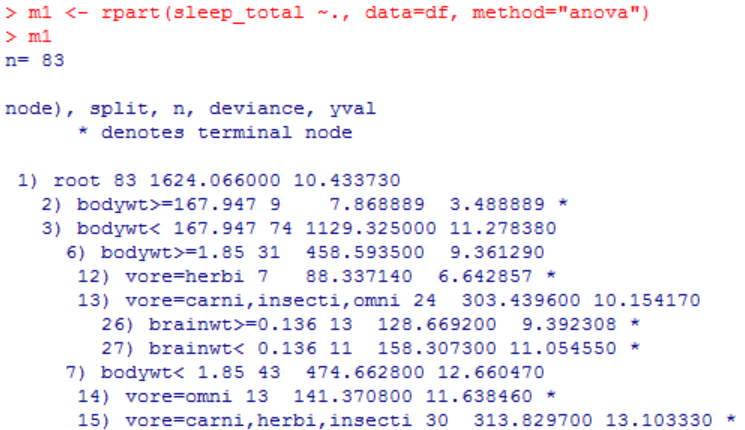 > m1 <- rpart(sleep_total ~., data=df, method="anova")
> m1
n= 83
node), split, n, deviance, yval
* denotes terminal node
1) root 83 1624.066000 10.433730
2) bodywt>=167.947 9 7.868889 3.488889 *
3) bodywt< 167.947 74 1129.325000 11.278380
6) bodywt>=1.85 31 458.593500 9.361290
12) vore=herbi 7 88.337140 6.642857 *
13) vore=carni,insecti,omni 24 303.439600 10.154170
26) brainwt>=0.136 13 128.669200 9.392308 *
27) brainwt< 0.136 11 158.307300 11.054550 *
7) bodywt< 1.85 43 474.662800 12.660470
14) vore=omni 13 141.370800 11.638460 *
15) vore=carni,herbi,insecti 30 313.829700 13.103330 *